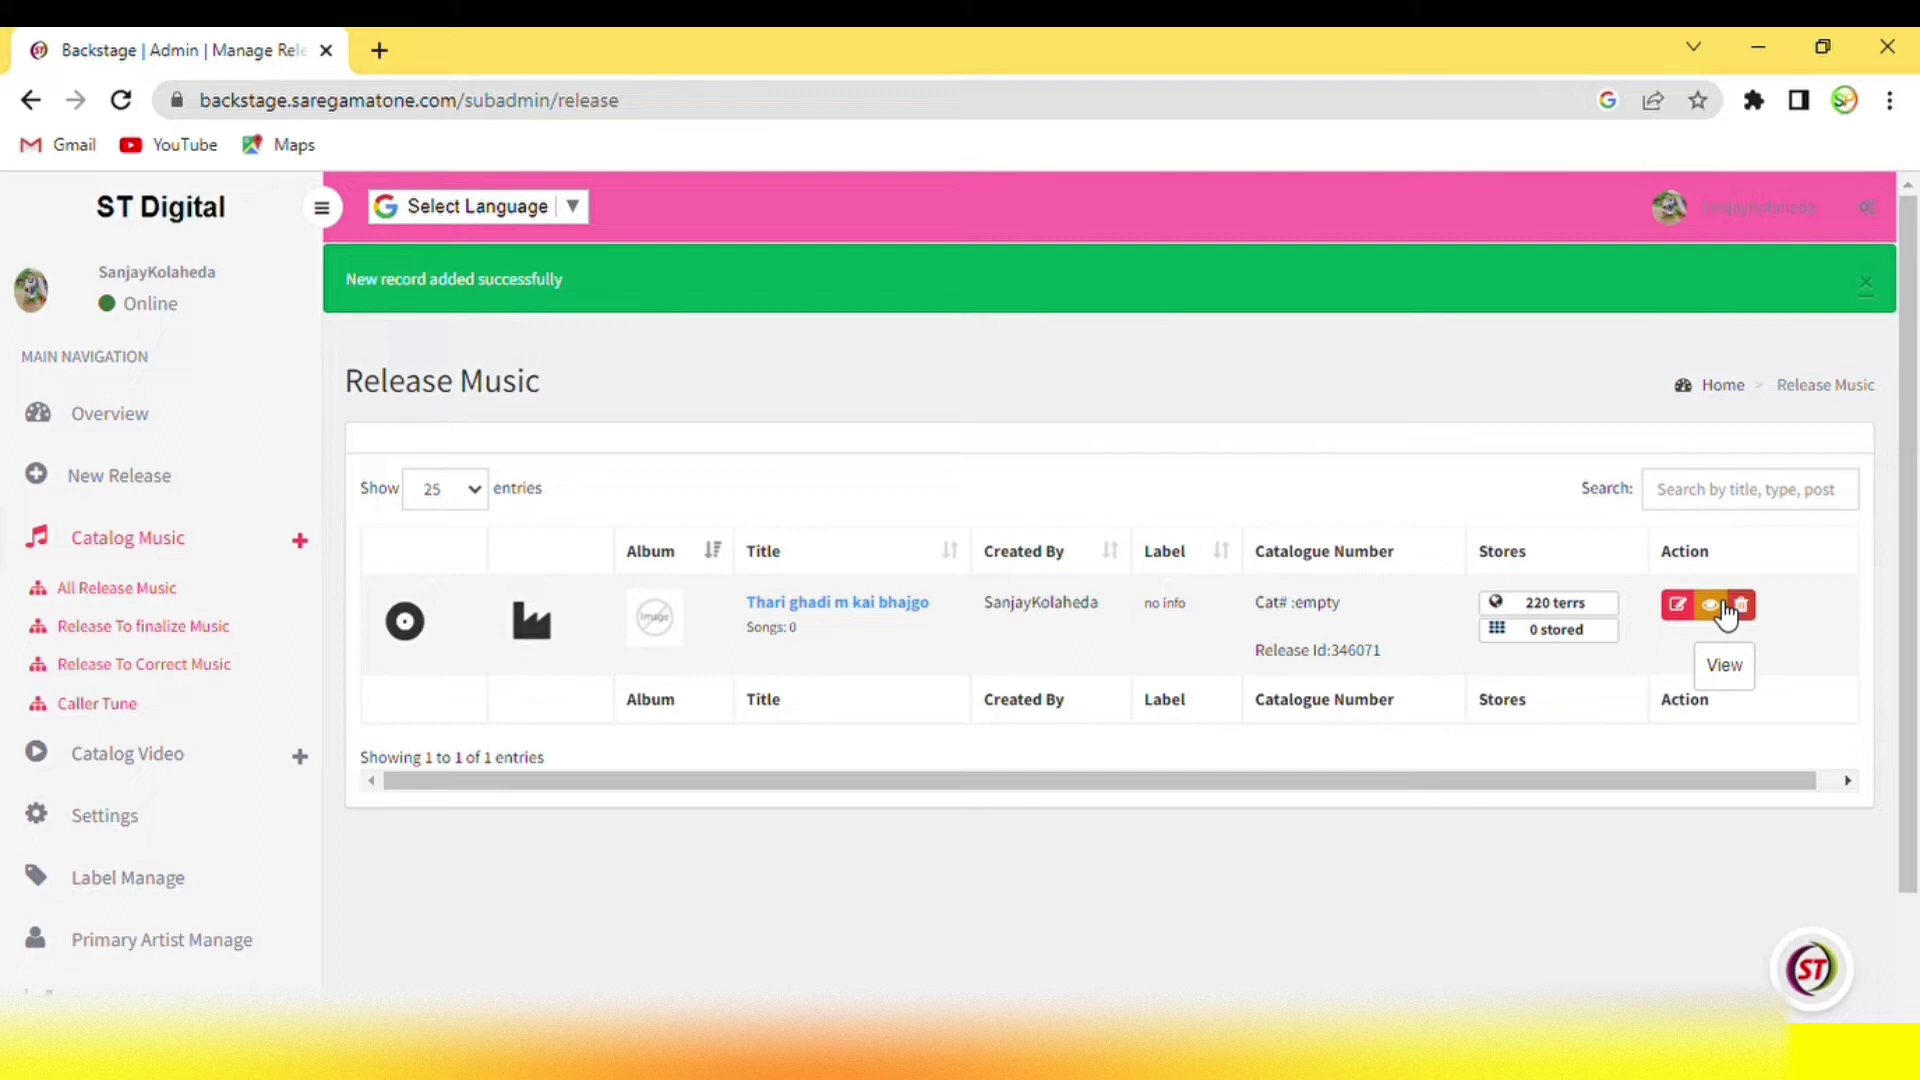 Backstage | Admin | Manage Rele
backstage.saregamatone.com/subadmin/release
Gmail YouTube Maps
ST Digital
Select Language ▼
SanjayKolaheda
SanjayKolaheda
Online
New record added successfully
MAIN NAVIGATION
Overview
New Release
Catalog Music
All Release Music
Release To finalize Music
Release To Correct Music
Caller Tune
Catalog Video
Settings
Label Manage
Primary Artist Manage
Release Music
Home > Release Music
Show 25 entries
Search: Search by title, type, post
Album Title Created By Label Catalogue Number Stores Action
Image
Thari ghadi m kai bhajgo
Songs: 0
SanjayKolaheda
no info
Cat# :empty
Release Id:346071
220 terrs
0 stored
View
Album Title Created By Label Catalogue Number Stores Action
Showing 1 to 1 of 1 entries
ST